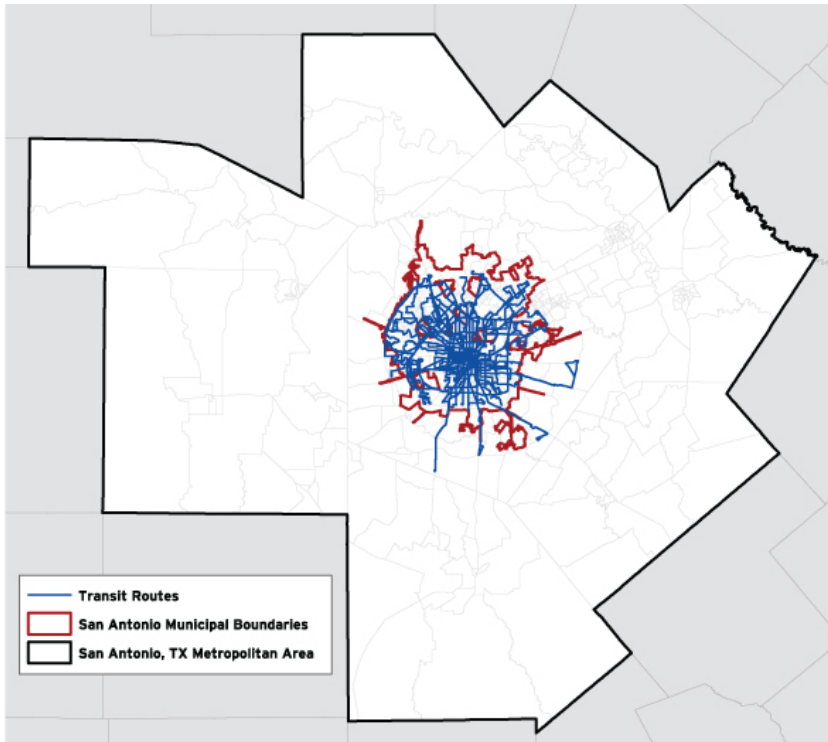 Transit Routes
San Antonio Municipal Boundaries
San Antonio, TX Metropolitan Area